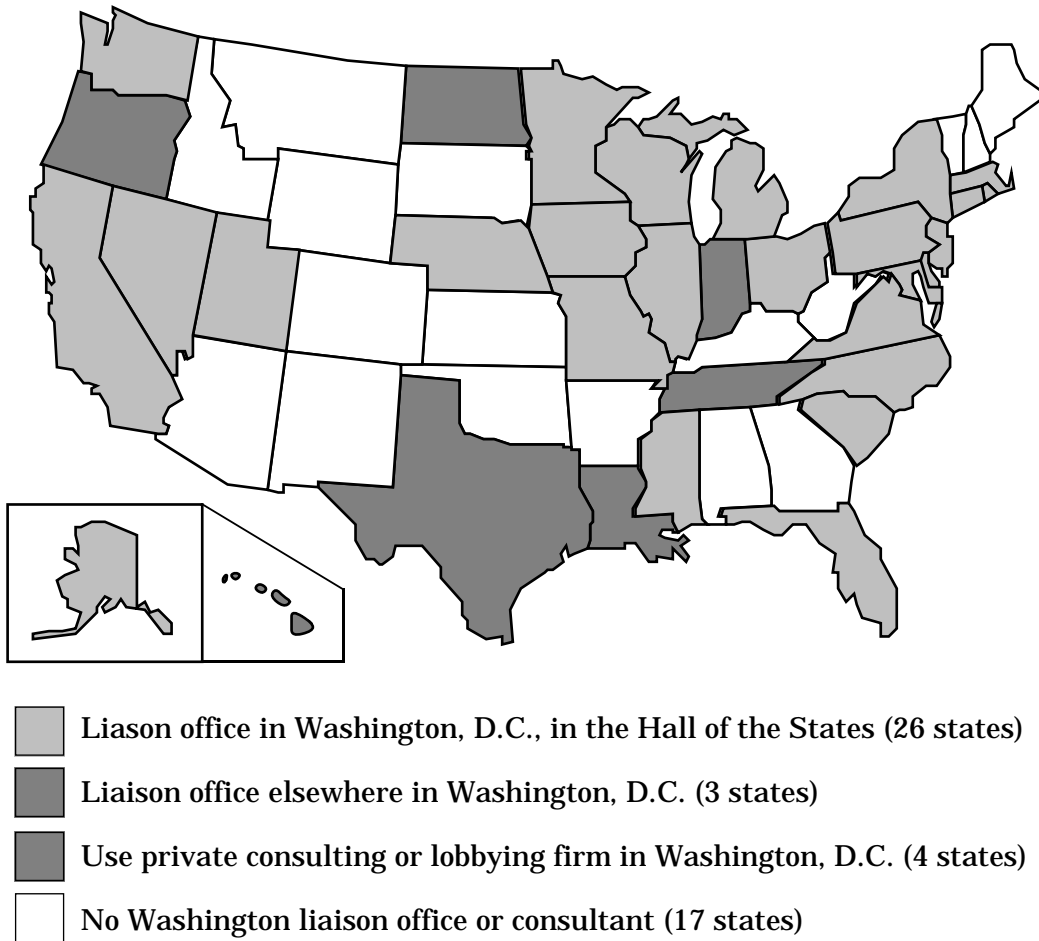 Liason office in Washington, D.C., in the Hall of the States (26 states)
Liaison office elsewhere in Washington, D.C. (3 states)
Use private consulting or lobbying firm in Washington, D.C. (4 states)
No Washington liaison office or consultant (17 states)